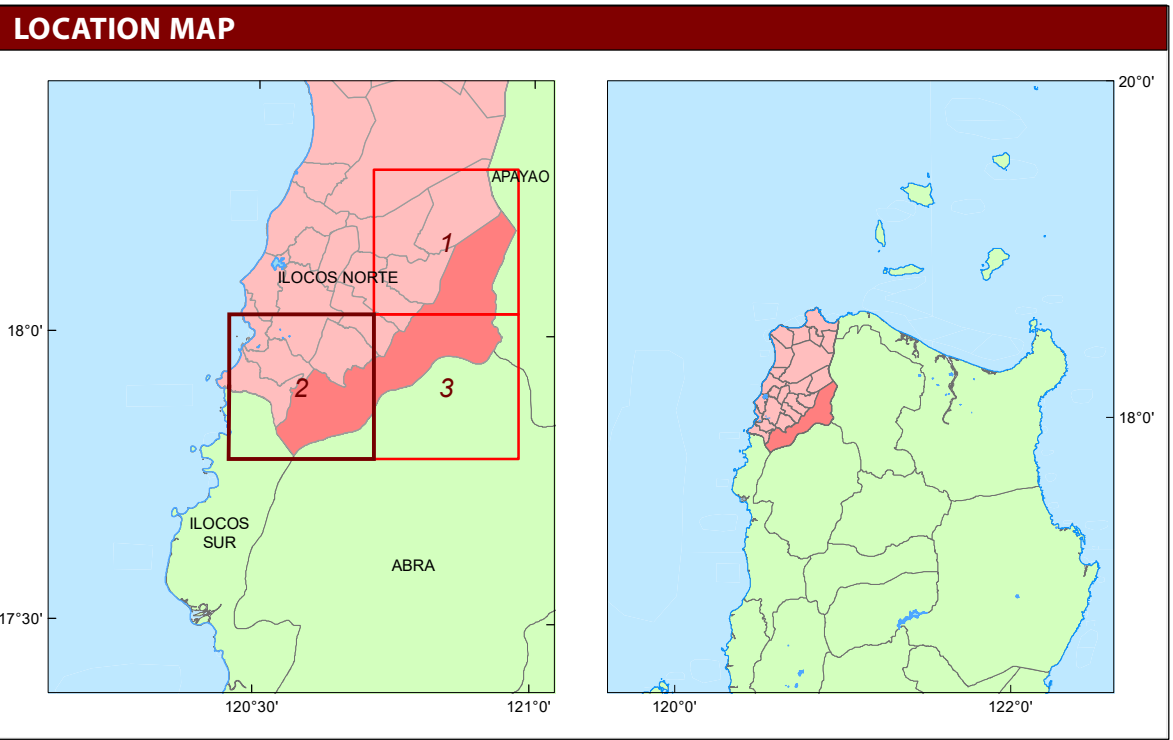 LOCATION MAP
APAYAO
1
ILOCOS NORTE
18°0'
2
3
ILOCOS
SUR
ABRA
17°30'
120°30'
121°0'
20°0'
18°0'
120°0'
122°0'